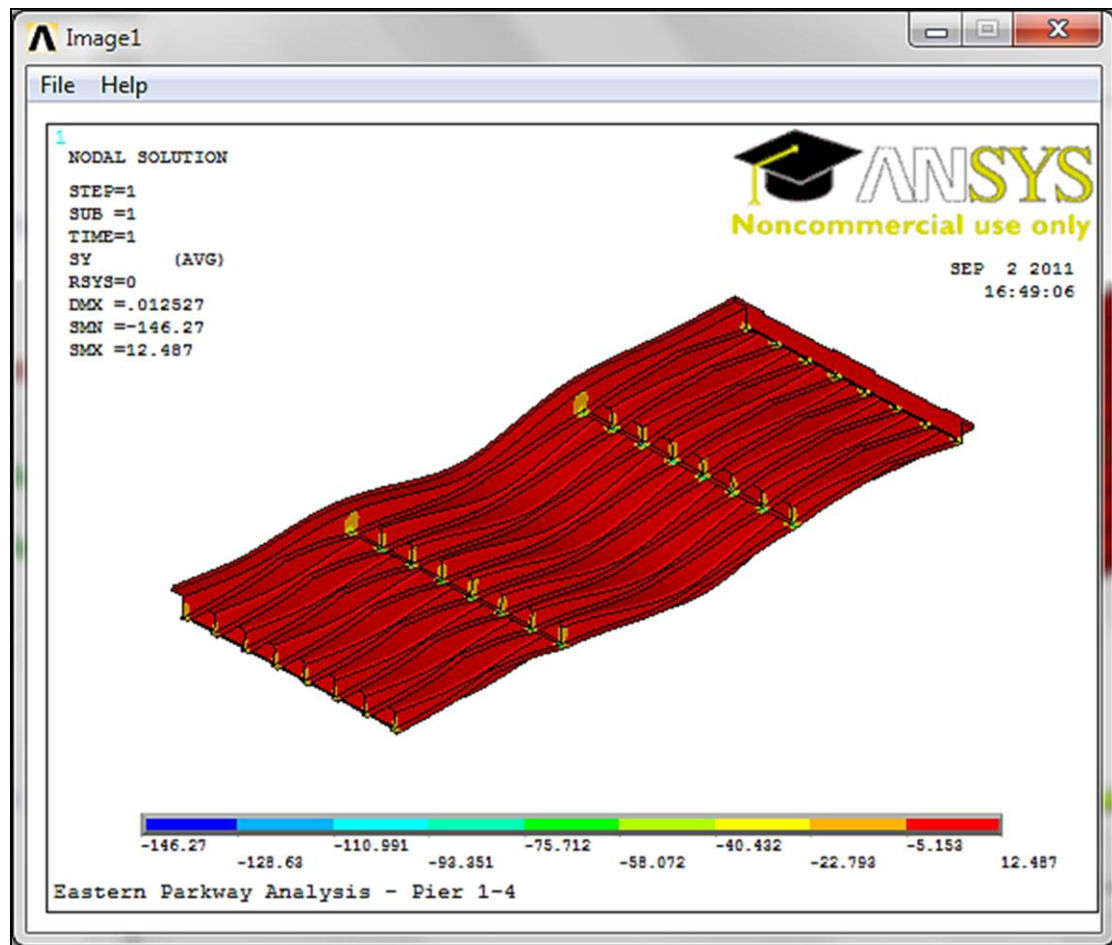 Image1
File Help
1
NODAL SOLUTION
STEP=1
SUB =1
TIME=1
SY (AVG)
RSYS=0
DMX =.012527
SMN =-146.27
SMX =12.487
ANSYS
Noncommercial use only
SEP 2 2011
16:49:06
-146.27 -110.991 -75.712 -40.432 -5.153
-128.63 -93.351 -58.072 -22.793 12.487
Eastern Parkway Analysis - Pier 1-4